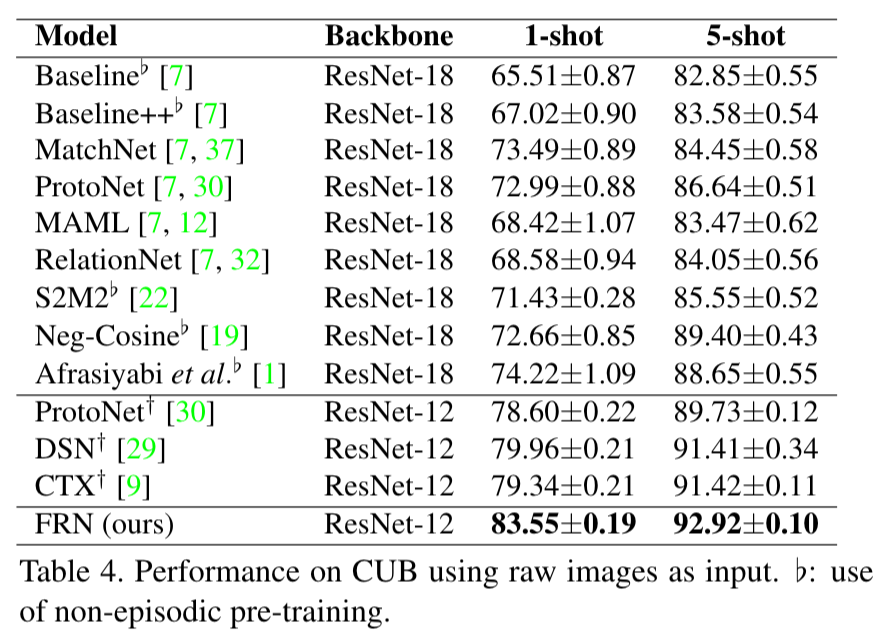 Model Backbone 1-shot 5-shot
Baseline♭ [7] ResNet-18 65.51±0.87 82.85±0.55
Baseline++♭ [7] ResNet-18 67.02±0.90 83.58±0.54
MatchNet [7, 37] ResNet-18 73.49±0.89 84.45±0.58
ProtoNet [7, 30] ResNet-18 72.99±0.88 86.64±0.51
MAML [7, 12] ResNet-18 68.42±1.07 83.47±0.62
RelationNet [7, 32] ResNet-18 68.58±0.94 84.05±0.56
S2M2♭ [22] ResNet-18 71.43±0.28 85.55±0.52
Neg-Cosine♭ [19] ResNet-18 72.66±0.85 89.40±0.43
Afrasiyabi et al.♭ [1] ResNet-18 74.22±1.09 88.65±0.55
ProtoNet† [30] ResNet-12 78.60±0.22 89.73±0.12
DSN† [29] ResNet-12 79.96±0.21 91.41±0.34
CTX† [9] ResNet-12 79.34±0.21 91.42±0.11
FRN (ours) ResNet-12 83.55±0.19 92.92±0.10
Table 4. Performance on CUB using raw images as input. ♭: use
of non-episodic pre-training.